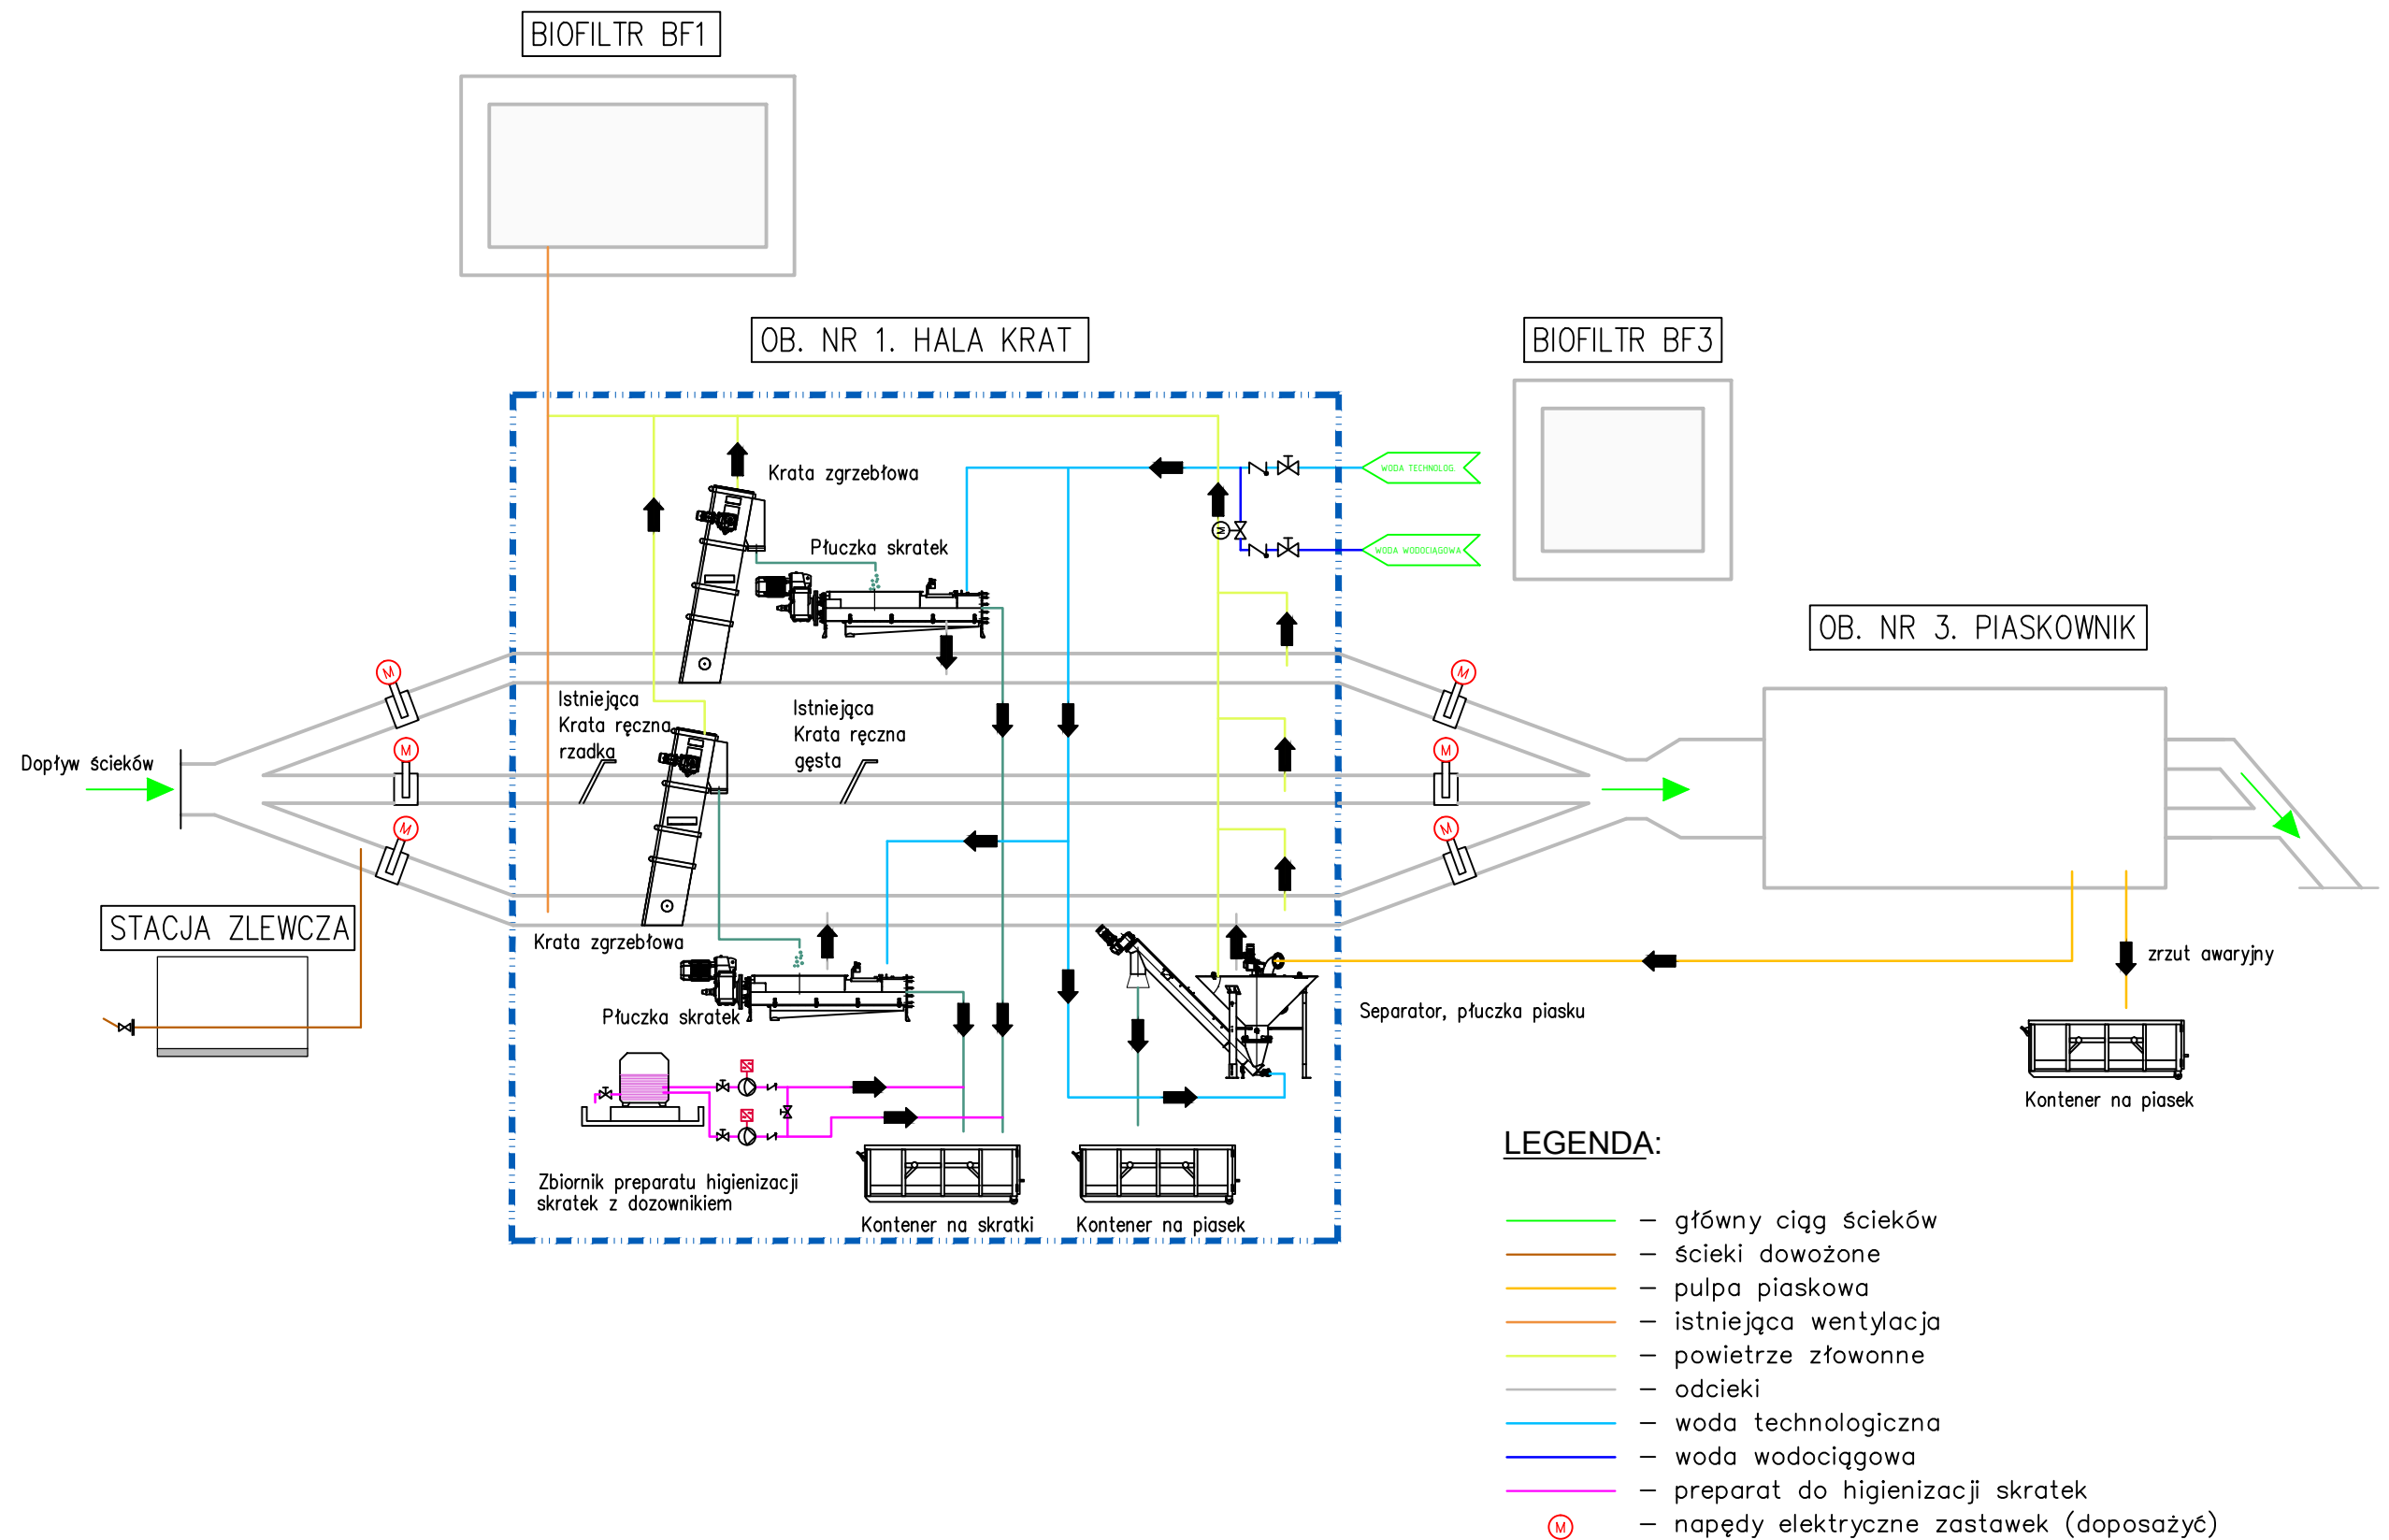 BIOFILTR BF1
OB. NR 1. HALA KRAT
BIOFILTR BF3
Krata zgrzebłowa
WODA TECHNOLOG.
Płuczka skratek
M
WODA WODOCIĄGOWA
OB. NR 3. PIASKOWNIK
M
M
Istniejąca
Krata ręczna
rzadka
Istniejąca
Krata ręczna
gęsta
M
M
Dopływ ścieków
M
M
STACJA ZLEWCZA
Krata zgrzebłowa
zrzut awaryjny
Płuczka skratek
Separator, płuczka piasku
Kontener na piasek
Zbiornik preparatu higienizacji
skratek z dozownikiem
Kontener na skratki
Kontener na piasek
LEGENDA:
– główny ciąg ścieków
– ścieki dowożone
– pulpa piaskowa
– istniejąca wentylacja
– powietrze złowonne
– odcieki
– woda technologiczna
– woda wodociągowa
– preparat do higienizacji skratek
M – napędy elektryczne zastawek (doposażyć)